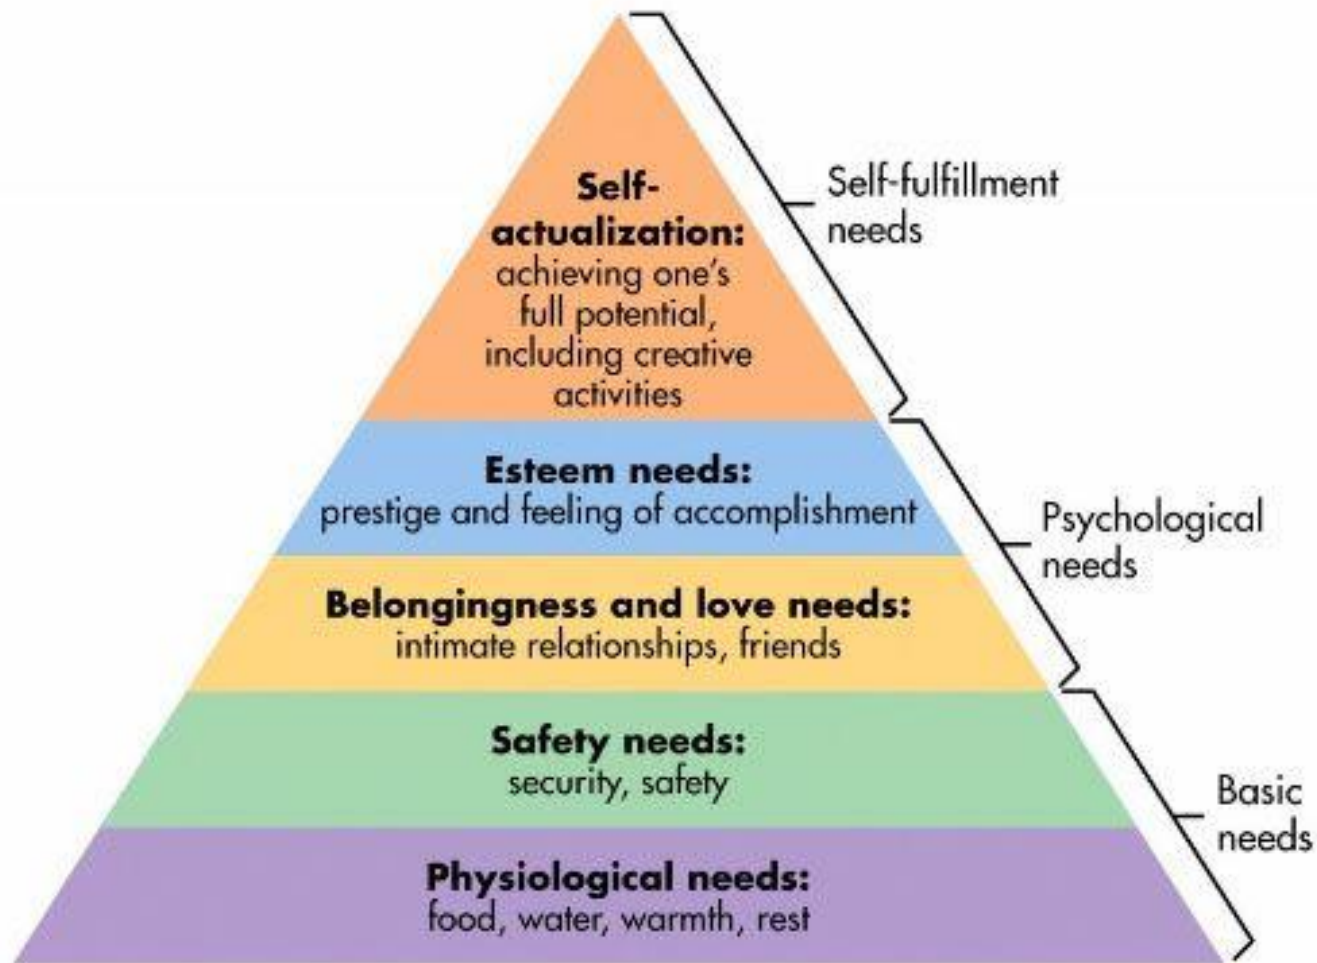 Self-
actualization:
achieving one's
full potential,
including creative
activities
Self-fulfillment
needs
Esteem needs:
prestige and feeling of accomplishment
Psychological
needs
Belongingness and love needs:
intimate relationships, friends
Safety needs:
security, safety
Basic
needs
Physiological needs:
food, water, warmth, rest